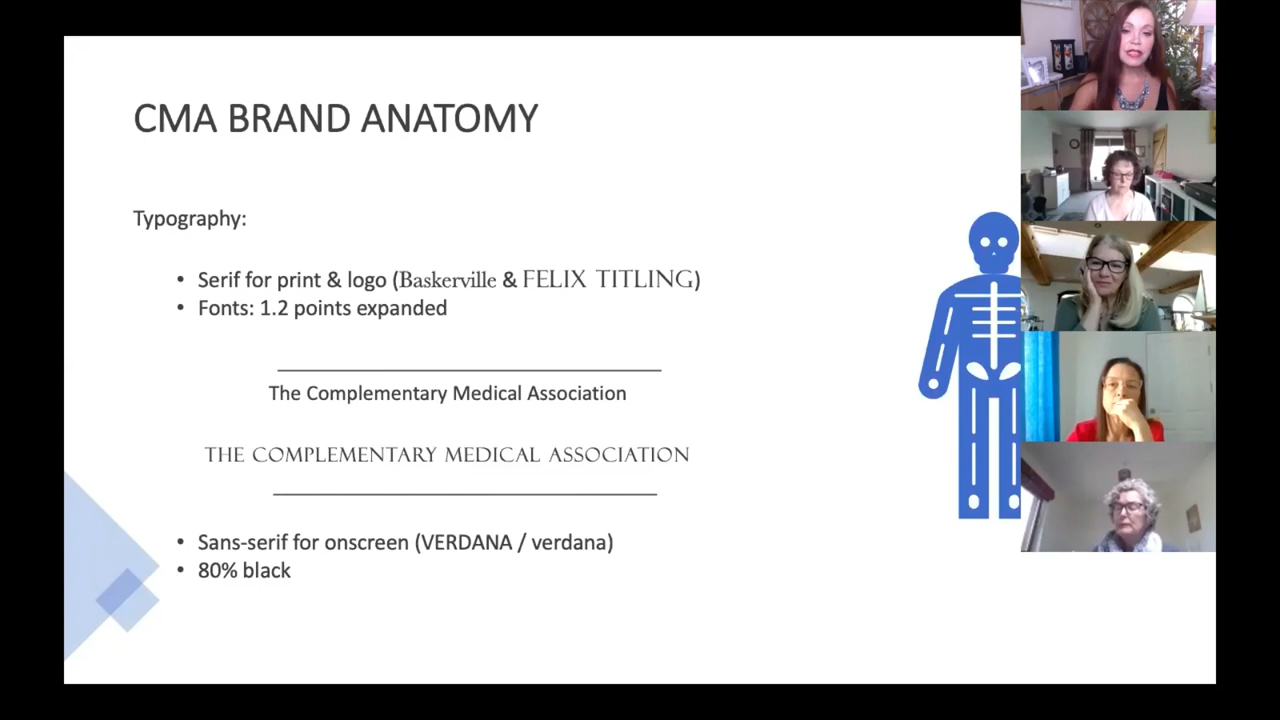 CMA BRAND ANATOMY
Typography:
• Serif for print & logo (Baskerville & FELIX TITLING)
• Fonts: 1.2 points expanded
The Complementary Medical Association
THE COMPLEMENTARY MEDICAL ASSOCIATION
• Sans-serif for onscreen (VERDANA / verdana)
• 80% black